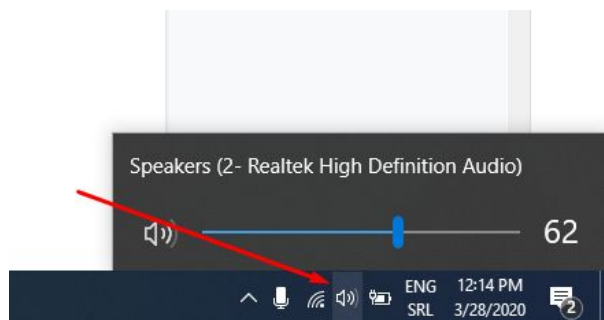 Speakers (2- Realtek High Definition Audio)
62
ENG 12:14 PM
SRL 3/28/2020
2